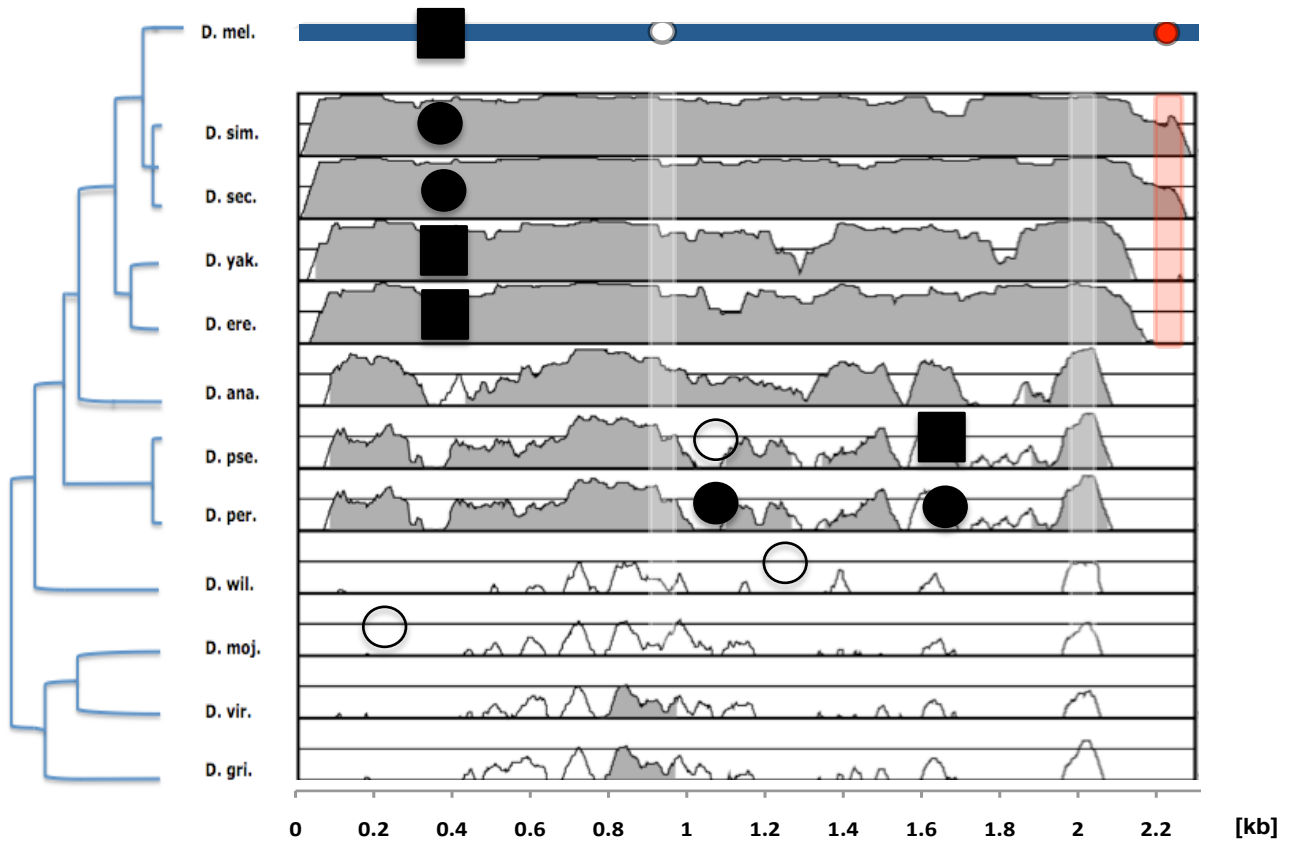 D. mel.
D. sim.
D. sec.
D. yak.
D. ere.
D. ana.
D. pse.
D. per.
D. wil.
D. moj.
D. vir.
D. gri.
0 0.2 0.4 0.6 0.8 1 1.2 1.4 1.6 1.8 2 2.2 [kb]